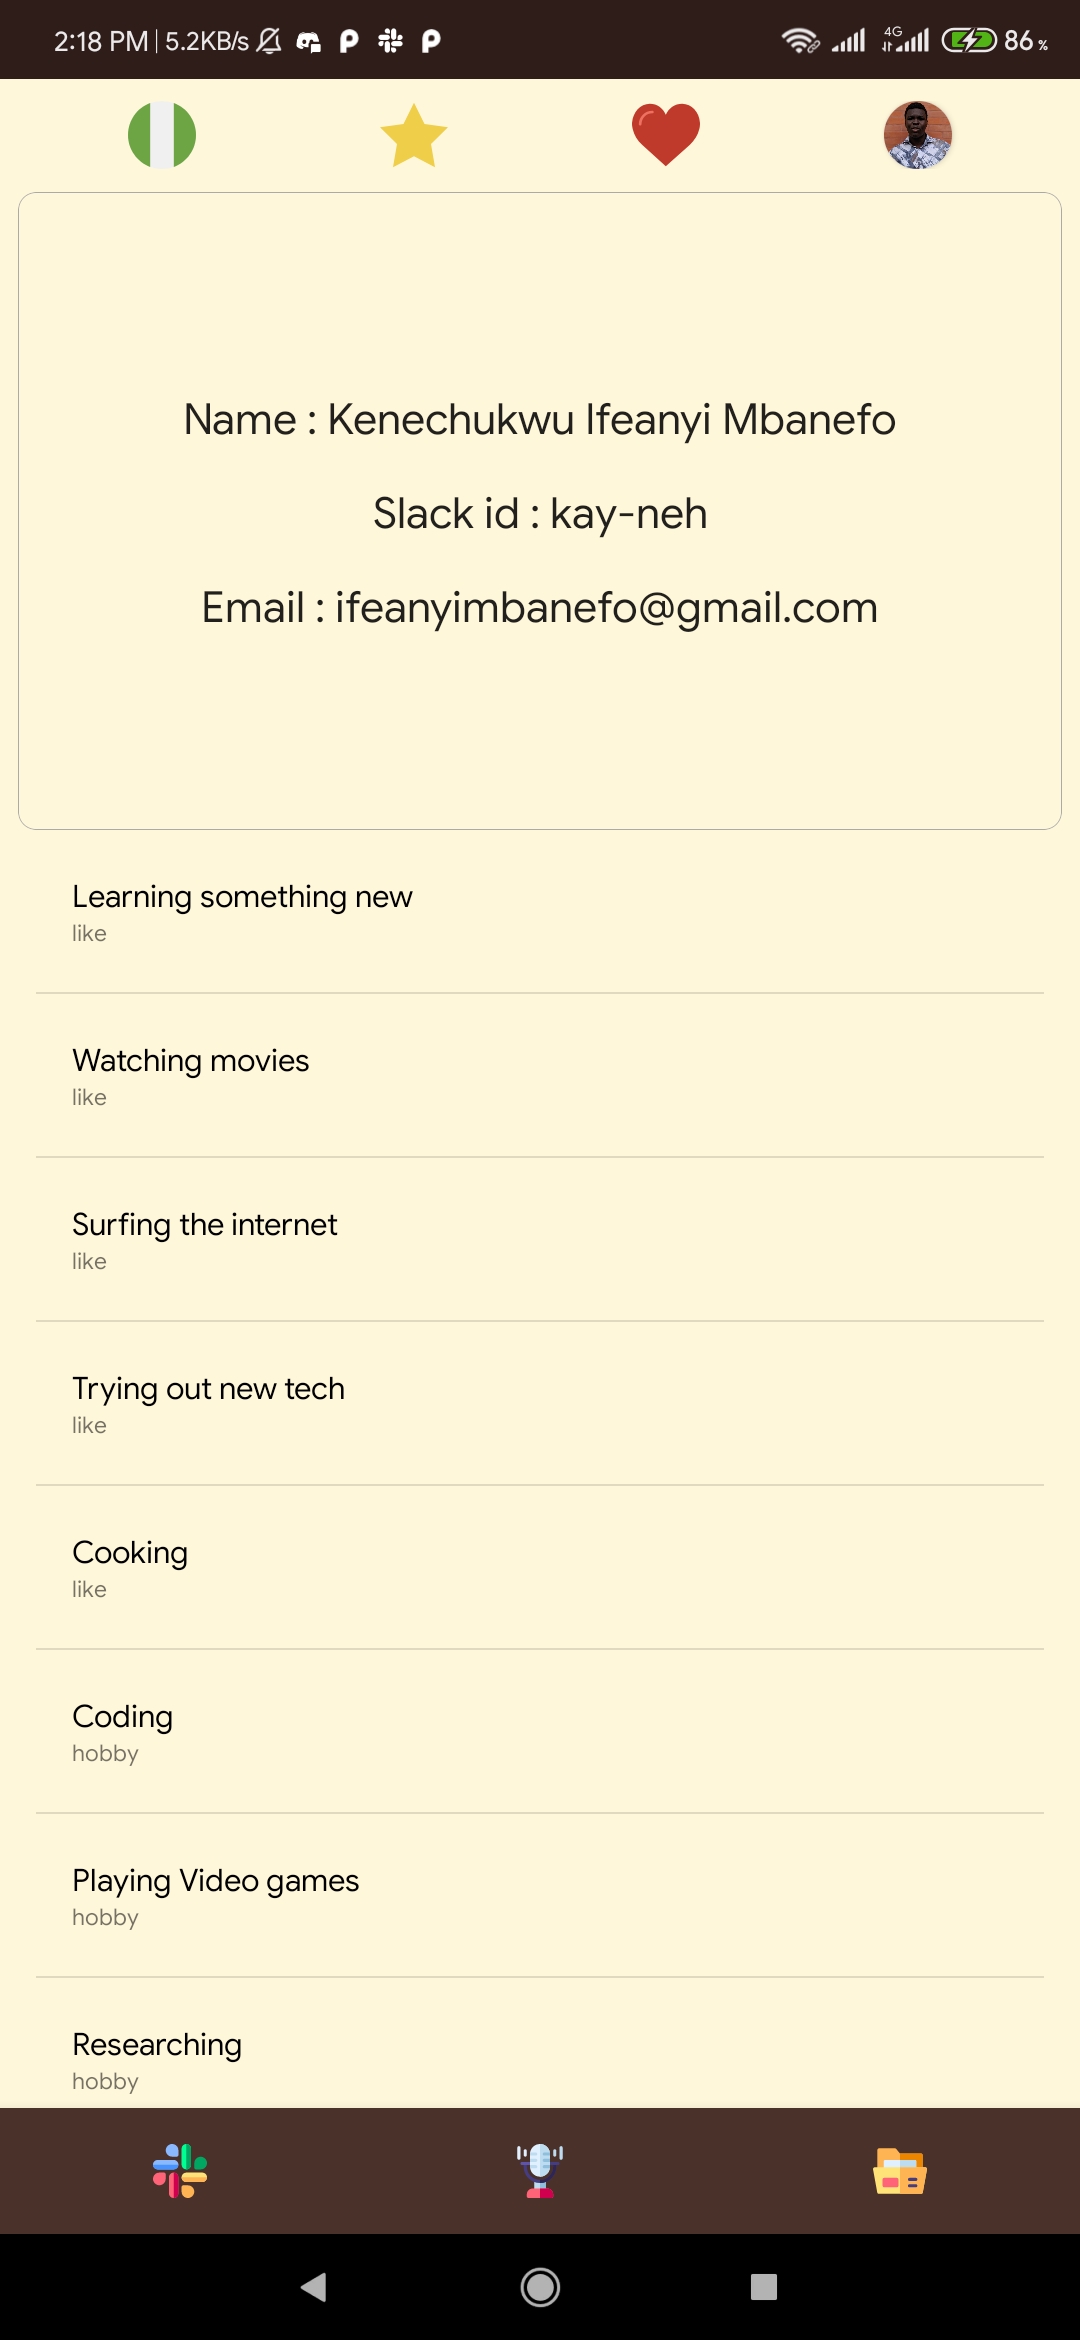 2:18 PM | 5.2KB/s 4G 86 %
Name : Kenechukwu Ifeanyi Mbanefo
Slack id : kay-neh
Email : ifeanyimbanefo@gmail.com
Learning something new
like
Watching movies
like
Surfing the internet
like
Trying out new tech
like
Cooking
like
Coding
hobby
Playing Video games
hobby
Researching
hobby